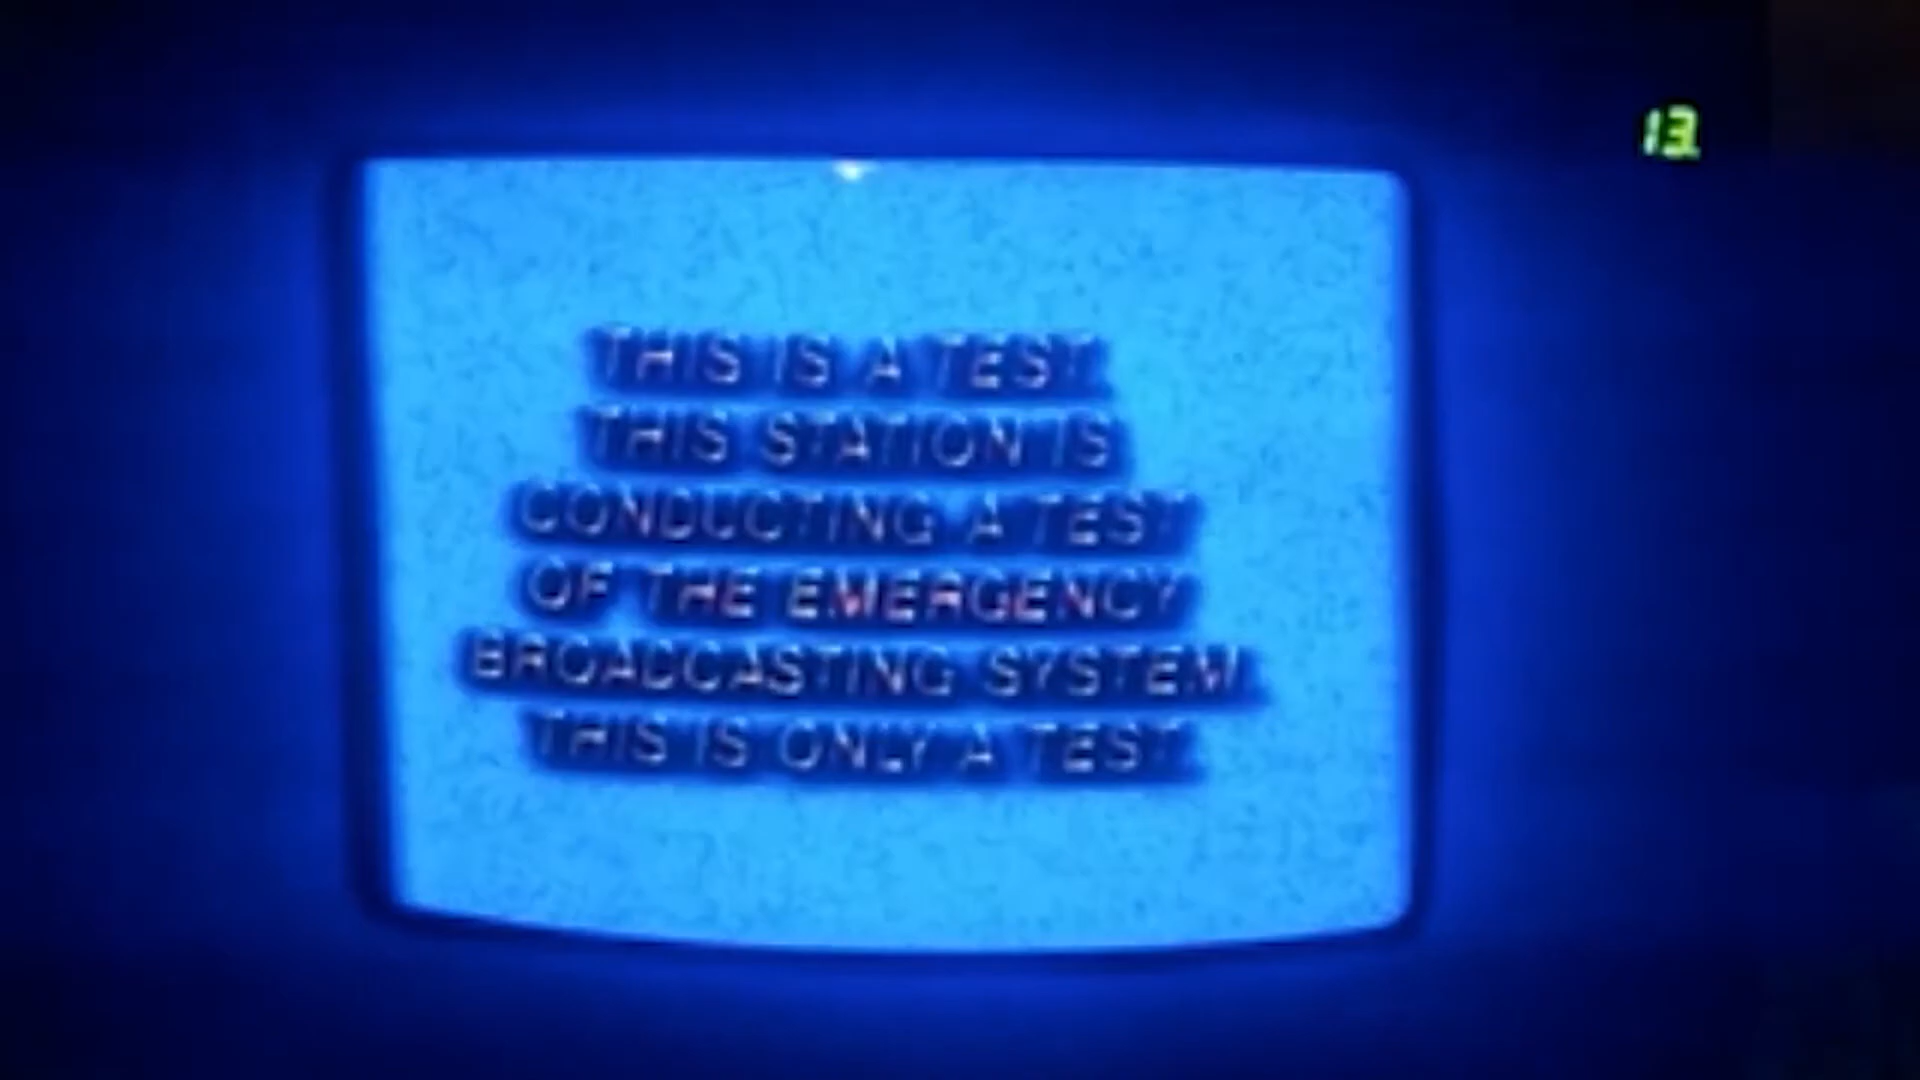 13
THIS IS A TEST.
THIS STATION IS
CONDUCTING A TEST
OF THE EMERGENCY
BROADCASTING SYSTEM.
THIS IS ONLY A TEST.